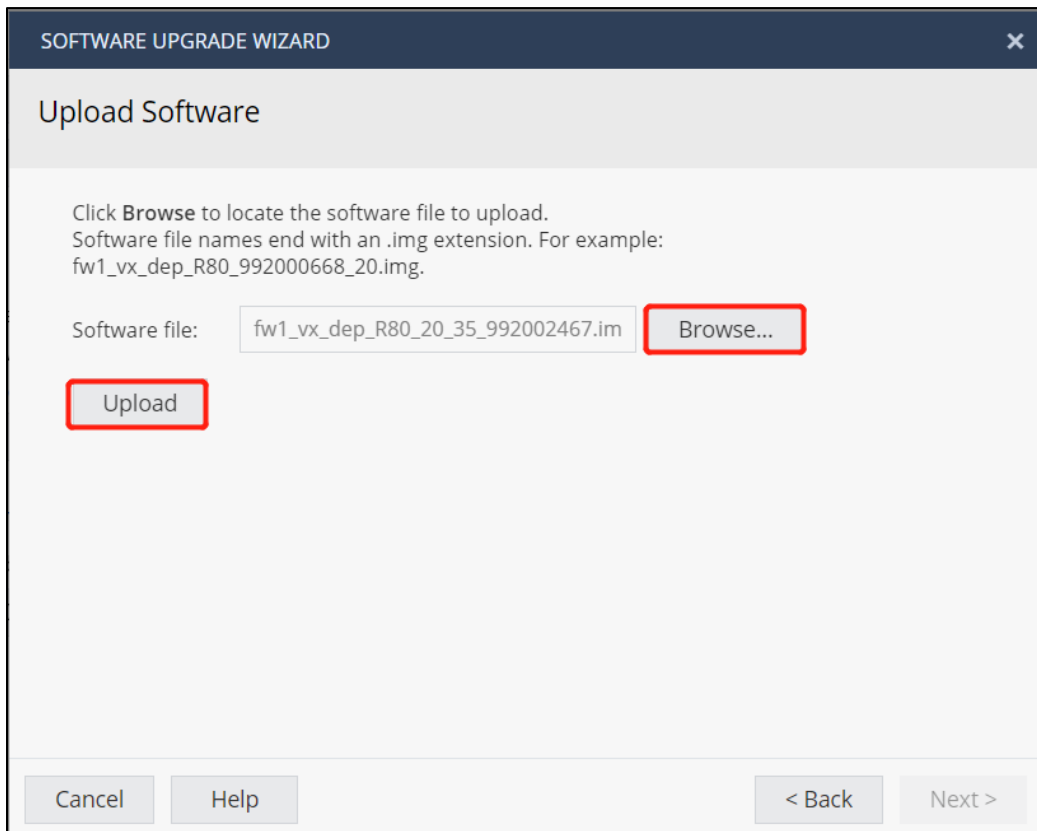 SOFTWARE UPGRADE WIZARD ×
Upload Software
Click Browse to locate the software file to upload.
Software file names end with an .img extension. For example:
fw1_vx_dep_R80_992000668_20.img.
Software file: fw1_vx_dep_R80_20_35_992002467.im Browse...
Upload
Cancel Help < Back Next >